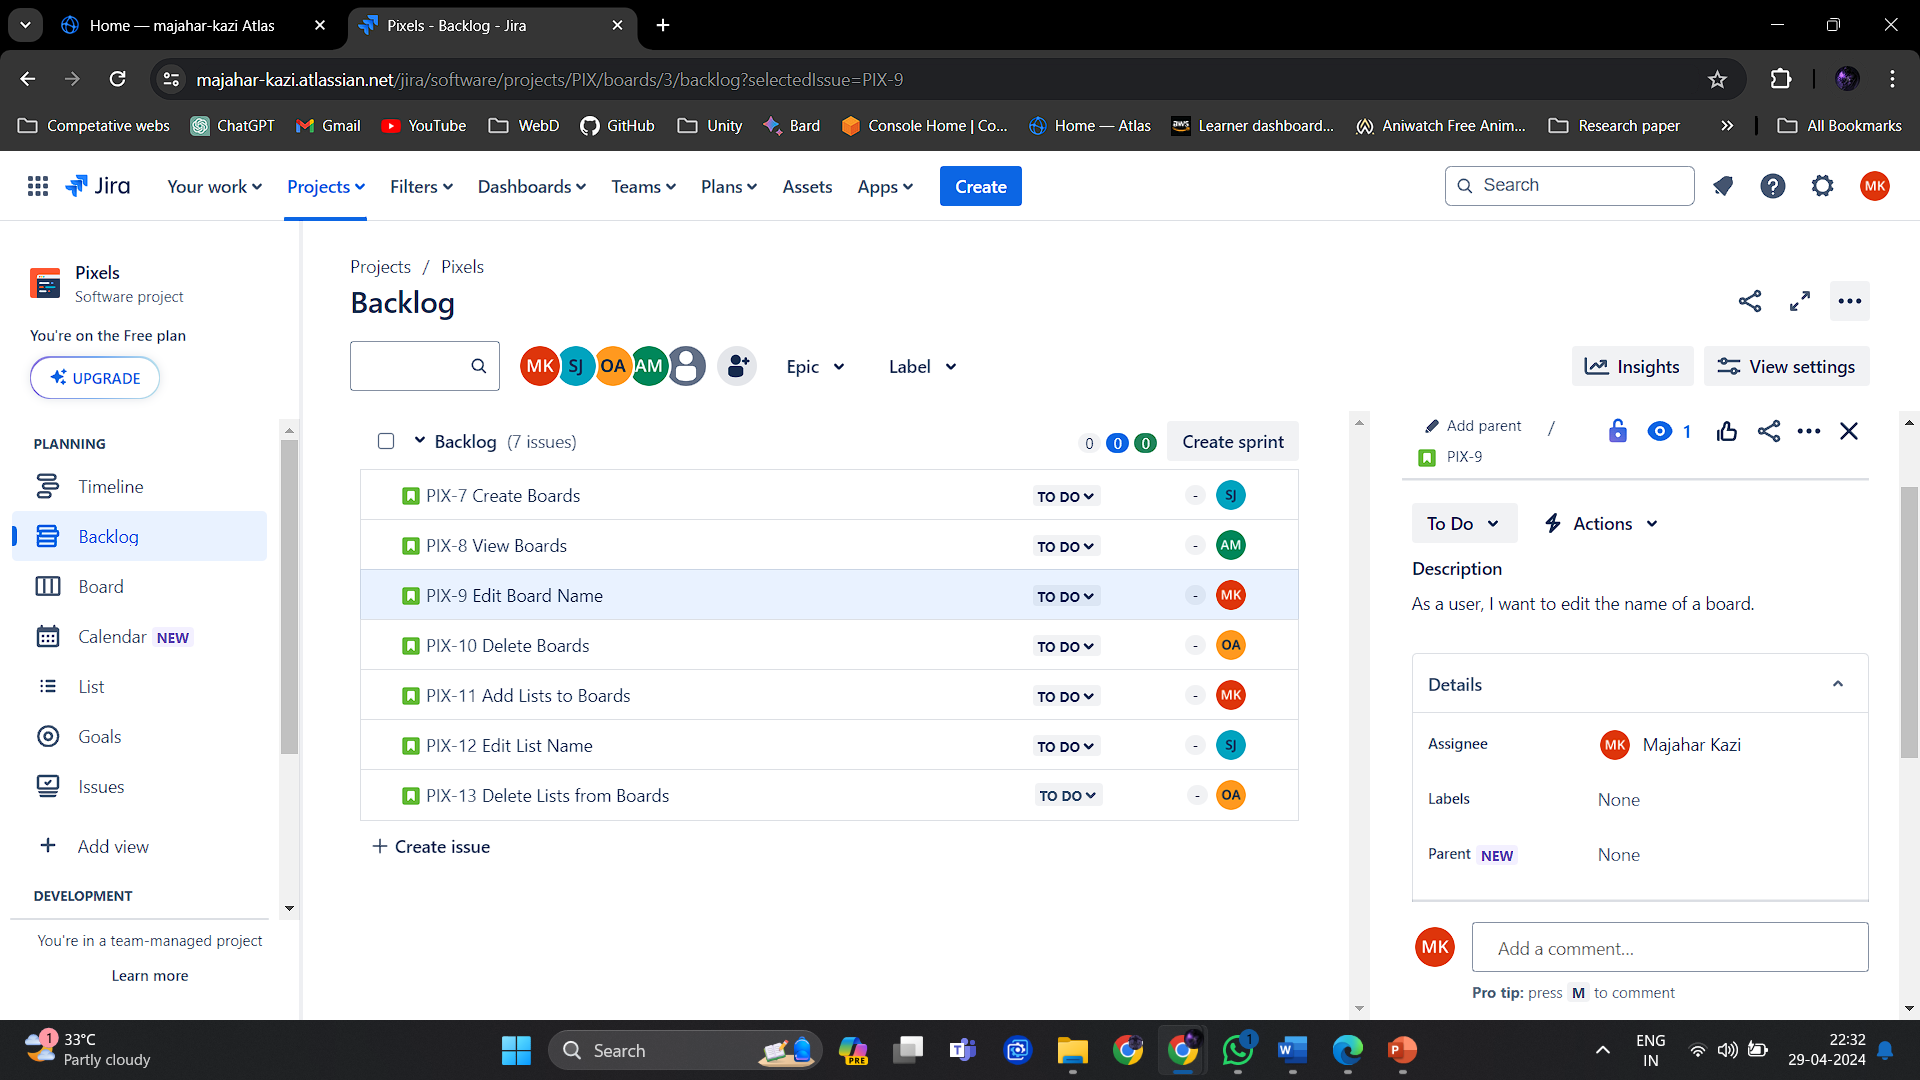 Home — majahar-kazi Atlas
Pixels - Backlog - Jira
majahar-kazi.atlassian.net/jira/software/projects/PIX/boards/3/backlog?selectedIssue=PIX-9
Competative webs ChatGPT Gmail YouTube WebD GitHub Unity Bard Console Home | Co... Home — Atlas aws Learner dashboard... Aniwatch Free Anim... Research paper » All Bookmarks
Jira Your work Projects Filters Dashboards Teams Plans Assets Apps Create Search MK
Pixels
Software project
You're on the Free plan
UPGRADE
PLANNING
Timeline
Backlog
Board
Calendar NEW
List
Goals
Issues
+ Add view
DEVELOPMENT
You're in a team-managed project
Learn more
Projects / Pixels
Backlog
MK SJ OA AM Epic Label Insights View settings
Backlog (7 issues) 0 0 0 Create sprint
PIX-7 Create Boards TO DO - SJ
PIX-8 View Boards TO DO - AM
PIX-9 Edit Board Name TO DO - MK
PIX-10 Delete Boards TO DO - OA
PIX-11 Add Lists to Boards TO DO - MK
PIX-12 Edit List Name TO DO - SJ
PIX-13 Delete Lists from Boards TO DO - OA
+ Create issue
Add parent / 1
PIX-9
To Do Actions
Description
As a user, I want to edit the name of a board.
Details
Assignee MK Majahar Kazi
Labels None
Parent NEW None
MK Add a comment...
Pro tip: press M to comment
1 33°C
Partly cloudy
Search
PRE
1
ENG
IN
22:32
29-04-2024